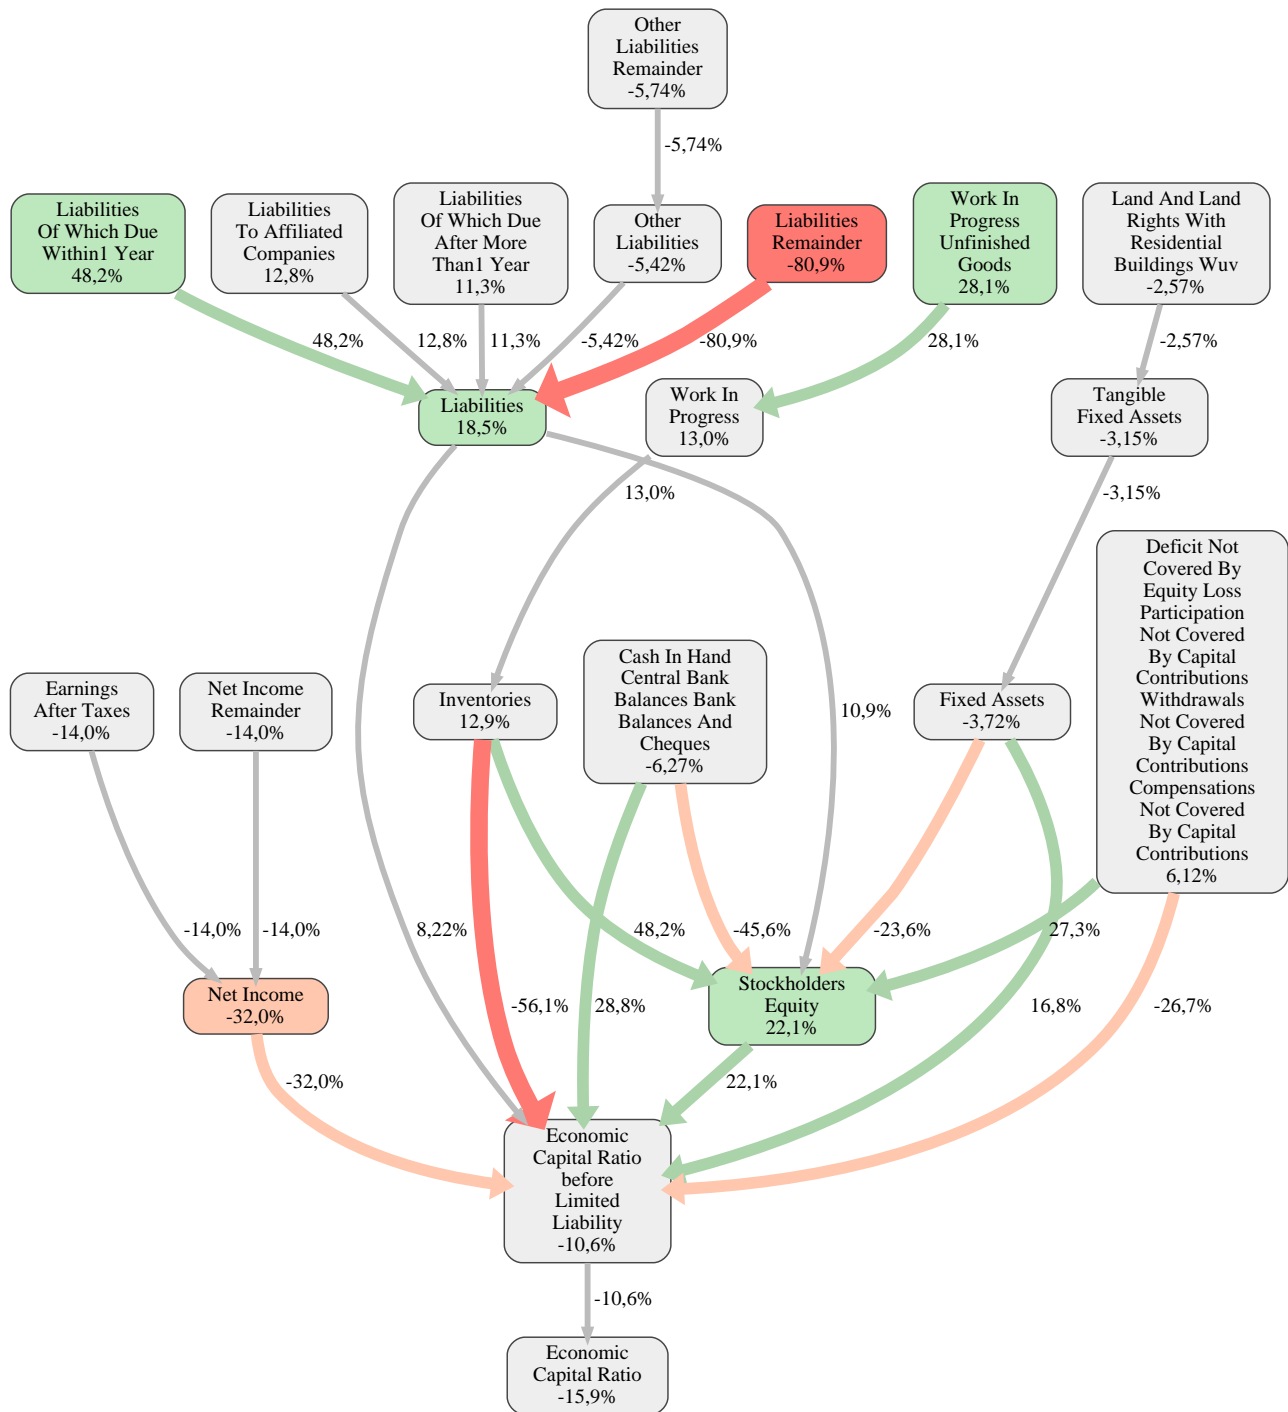 Other
Liabilities
Remainder
-5,74%
-5,74%
Liabilities
Of Which Due
Within1 Year
48,2%
Liabilities
To Affiliated
Companies
12,8%
Liabilities
Of Which Due
After More
Than1 Year
11,3%
Other
Liabilities
-5,42%
Liabilities
Remainder
-80,9%
Work In
Progress
Unfinished
Goods
28,1%
Land And Land
Rights With
Residential
Buildings Wuv
-2,57%
48,2%
12,8%
11,3%
-5,42%
-80,9%
28,1%
-2,57%
Liabilities
18,5%
Work In
Progress
13,0%
Tangible
Fixed Assets
-3,15%
13,0%
-3,15%
Deficit Not
Covered By
Equity Loss
Participation
Not Covered
By Capital
Contributions
Withdrawals
Not Covered
By Capital
Contributions
Compensations
Not Covered
By Capital
Contributions
6,12%
Earnings
After Taxes
-14,0%
Net Income
Remainder
-14,0%
Inventories
12,9%
Cash In Hand
Central Bank
Balances Bank
Balances And
Cheques
-6,27%
10,9%
Fixed Assets
-3,72%
-14,0%
-14,0%
8,22%
48,2%
-45,6%
-23,6%
27,3%
Net Income
-32,0%
-56,1%
28,8%
Stockholders
Equity
22,1%
16,8%
-26,7%
-32,0%
22,1%
Economic
Capital Ratio
before
Limited
Liability
-10,6%
-10,6%
Economic
Capital Ratio
-15,9%